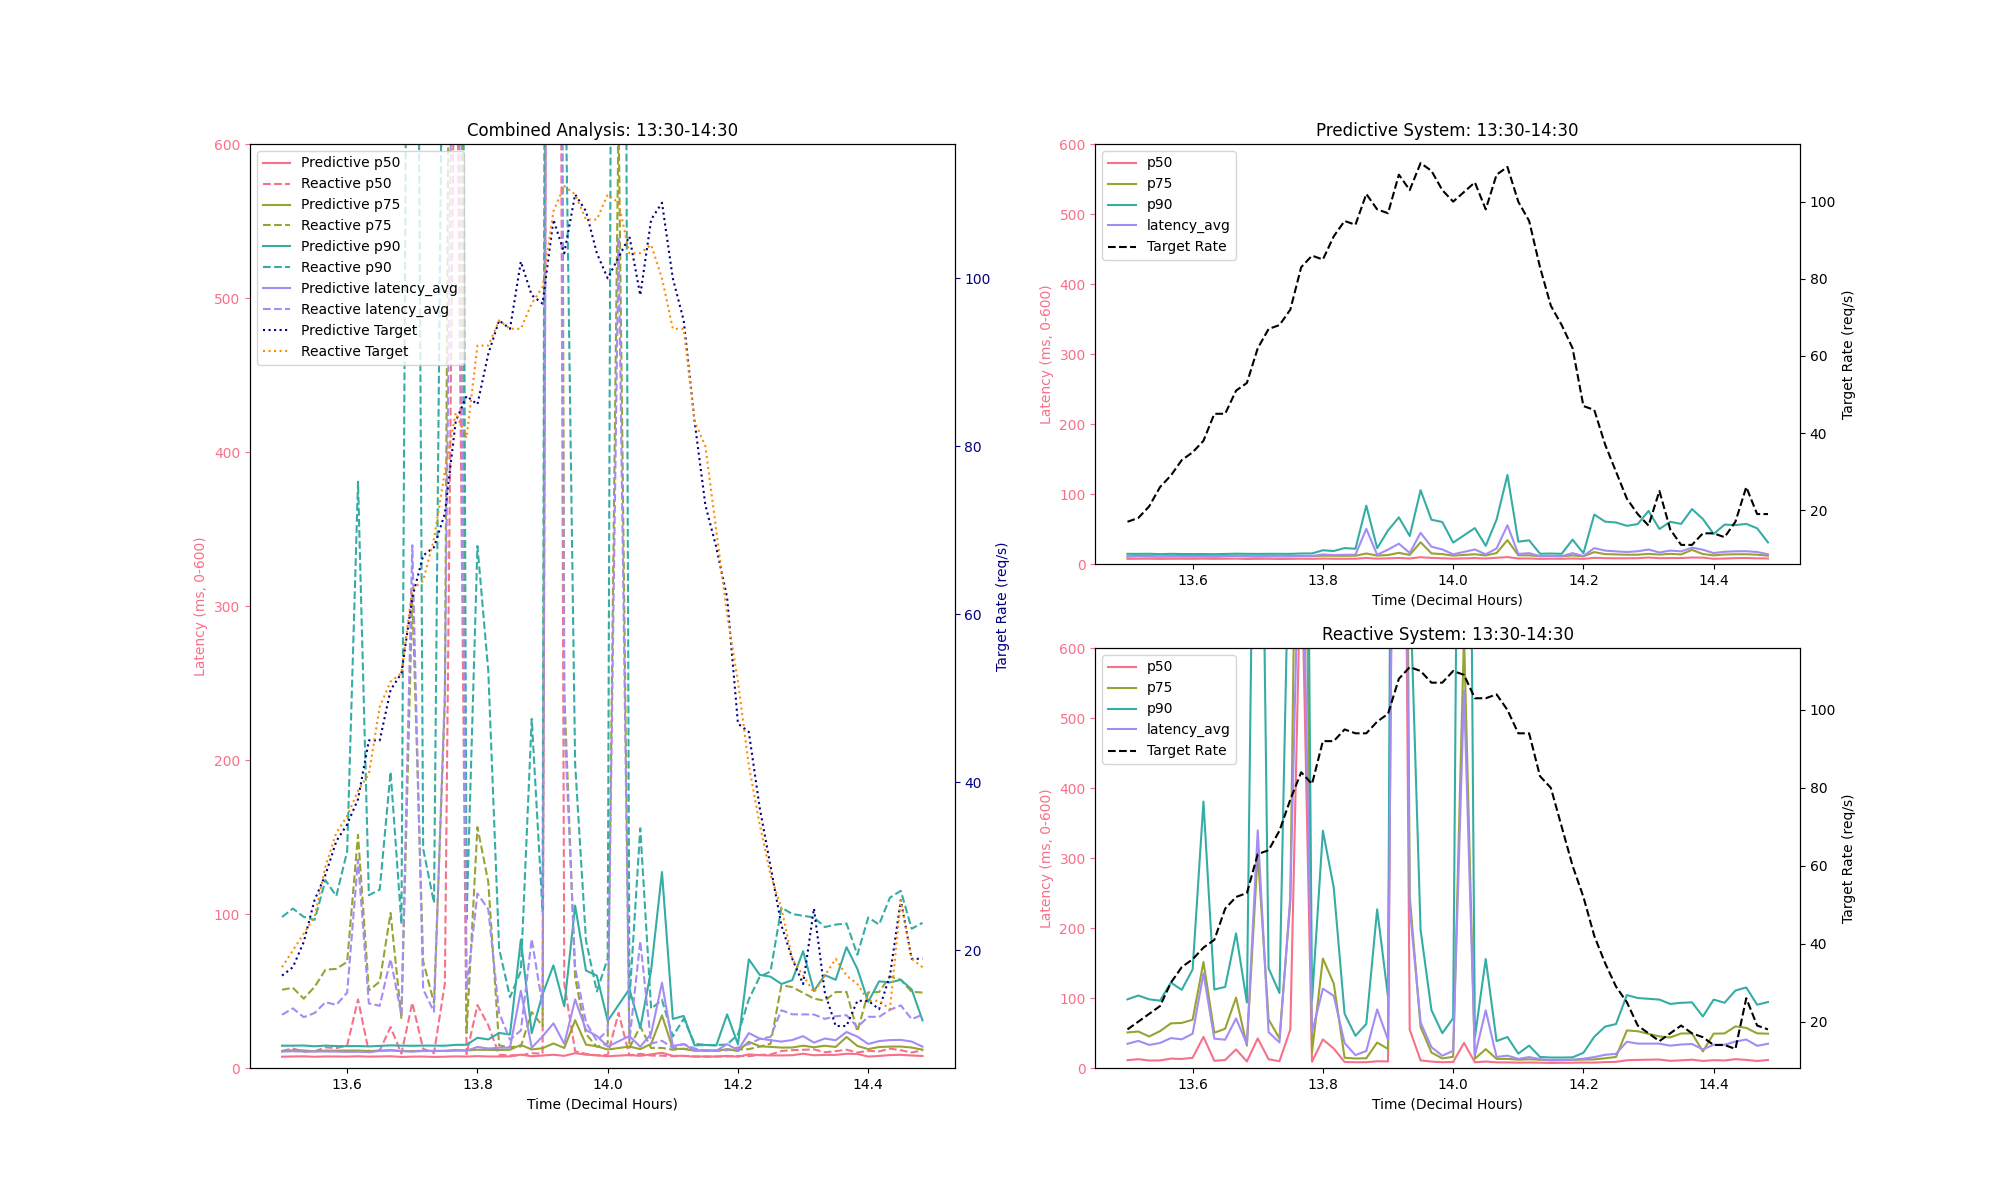 Combined Analysis: 13:30-14:30
600
500
400
300
200
100
0
Latency (ms, 0-600)
Predictive p50
Reactive p50
Predictive p75
Reactive p75
Predictive p90
Reactive p90
Predictive latency_avg
Reactive latency_avg
Predictive Target
Reactive Target
100
80
60
40
20
Target Rate (req/s)
13.6 13.8 14.0 14.2 14.4
Time (Decimal Hours)
Predictive System: 13:30-14:30
600
500
400
300
200
100
0
Latency (ms, 0-600)
p50
p75
p90
latency_avg
Target Rate
100
80
60
40
20
Target Rate (req/s)
13.6 13.8 14.0 14.2 14.4
Time (Decimal Hours)
Reactive System: 13:30-14:30
600
500
400
300
200
100
0
Latency (ms, 0-600)
p50
p75
p90
latency_avg
Target Rate
100
80
60
40
20
Target Rate (req/s)
13.6 13.8 14.0 14.2 14.4
Time (Decimal Hours)